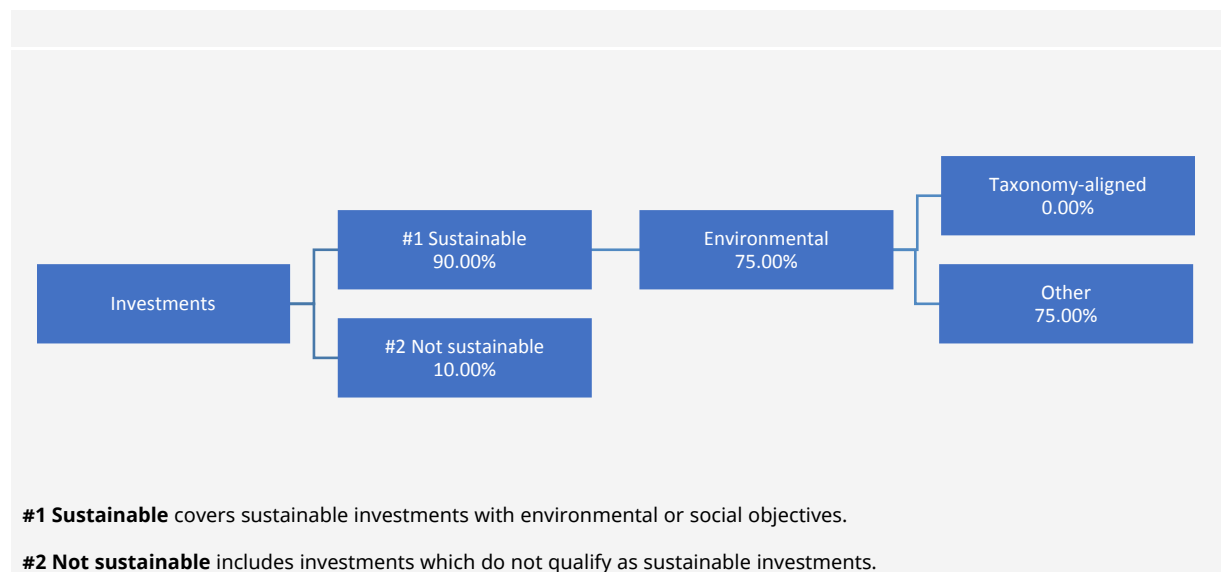 Taxonomy-aligned
0.00%
#1 Sustainable
90.00%
Environmental
75.00%
Investments
Other
75.00%
#2 Not sustainable
10.00%
#1 Sustainable covers sustainable investments with environmental or social objectives.
#2 Not sustainable includes investments which do not qualify as sustainable investments.